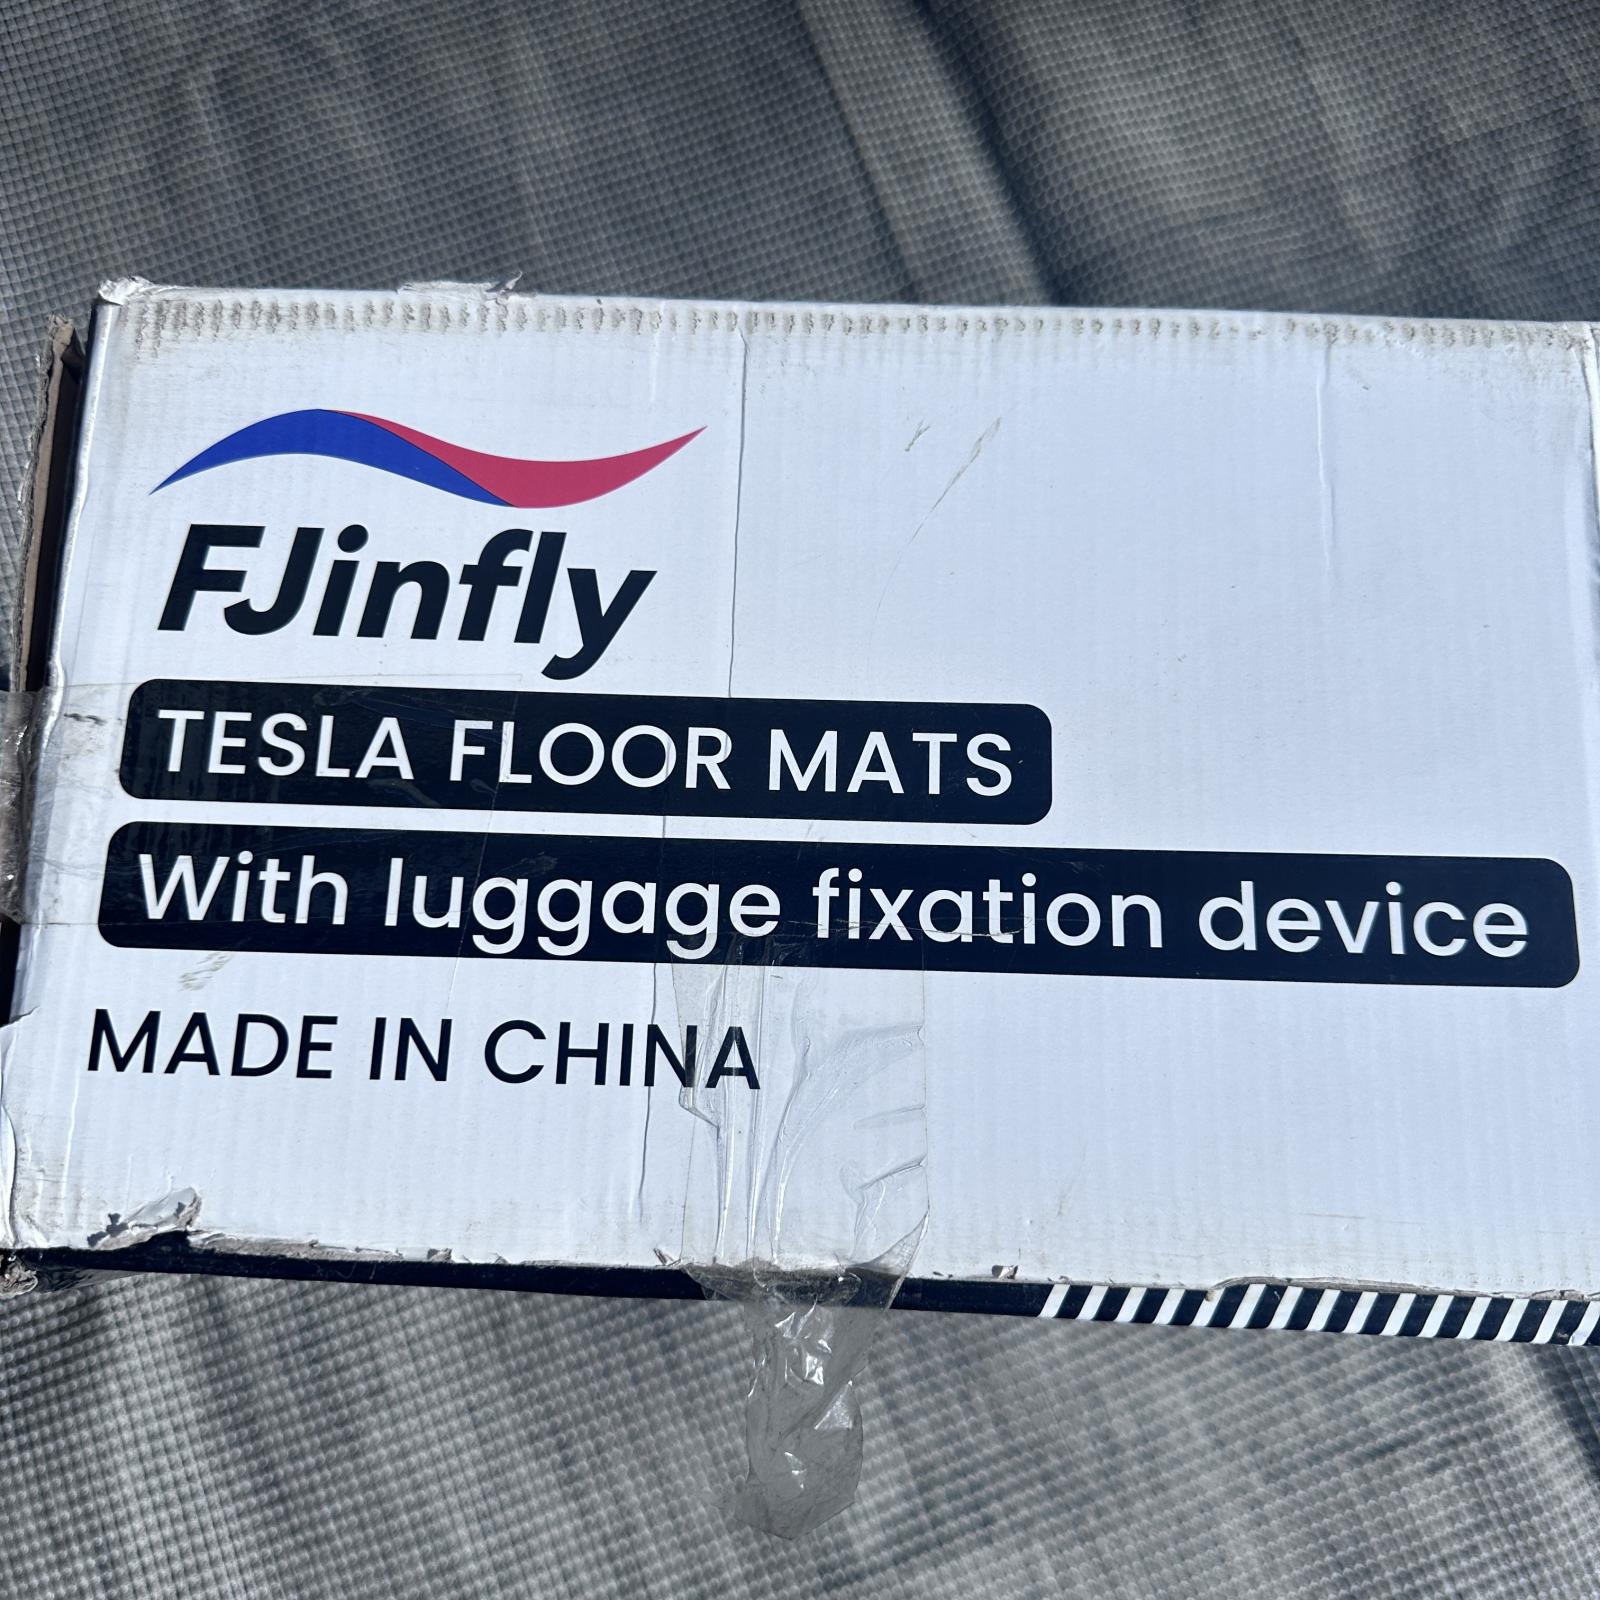 FJinfly
TESLA FLOOR MATS
With luggage fixation device
MADE IN CHINA